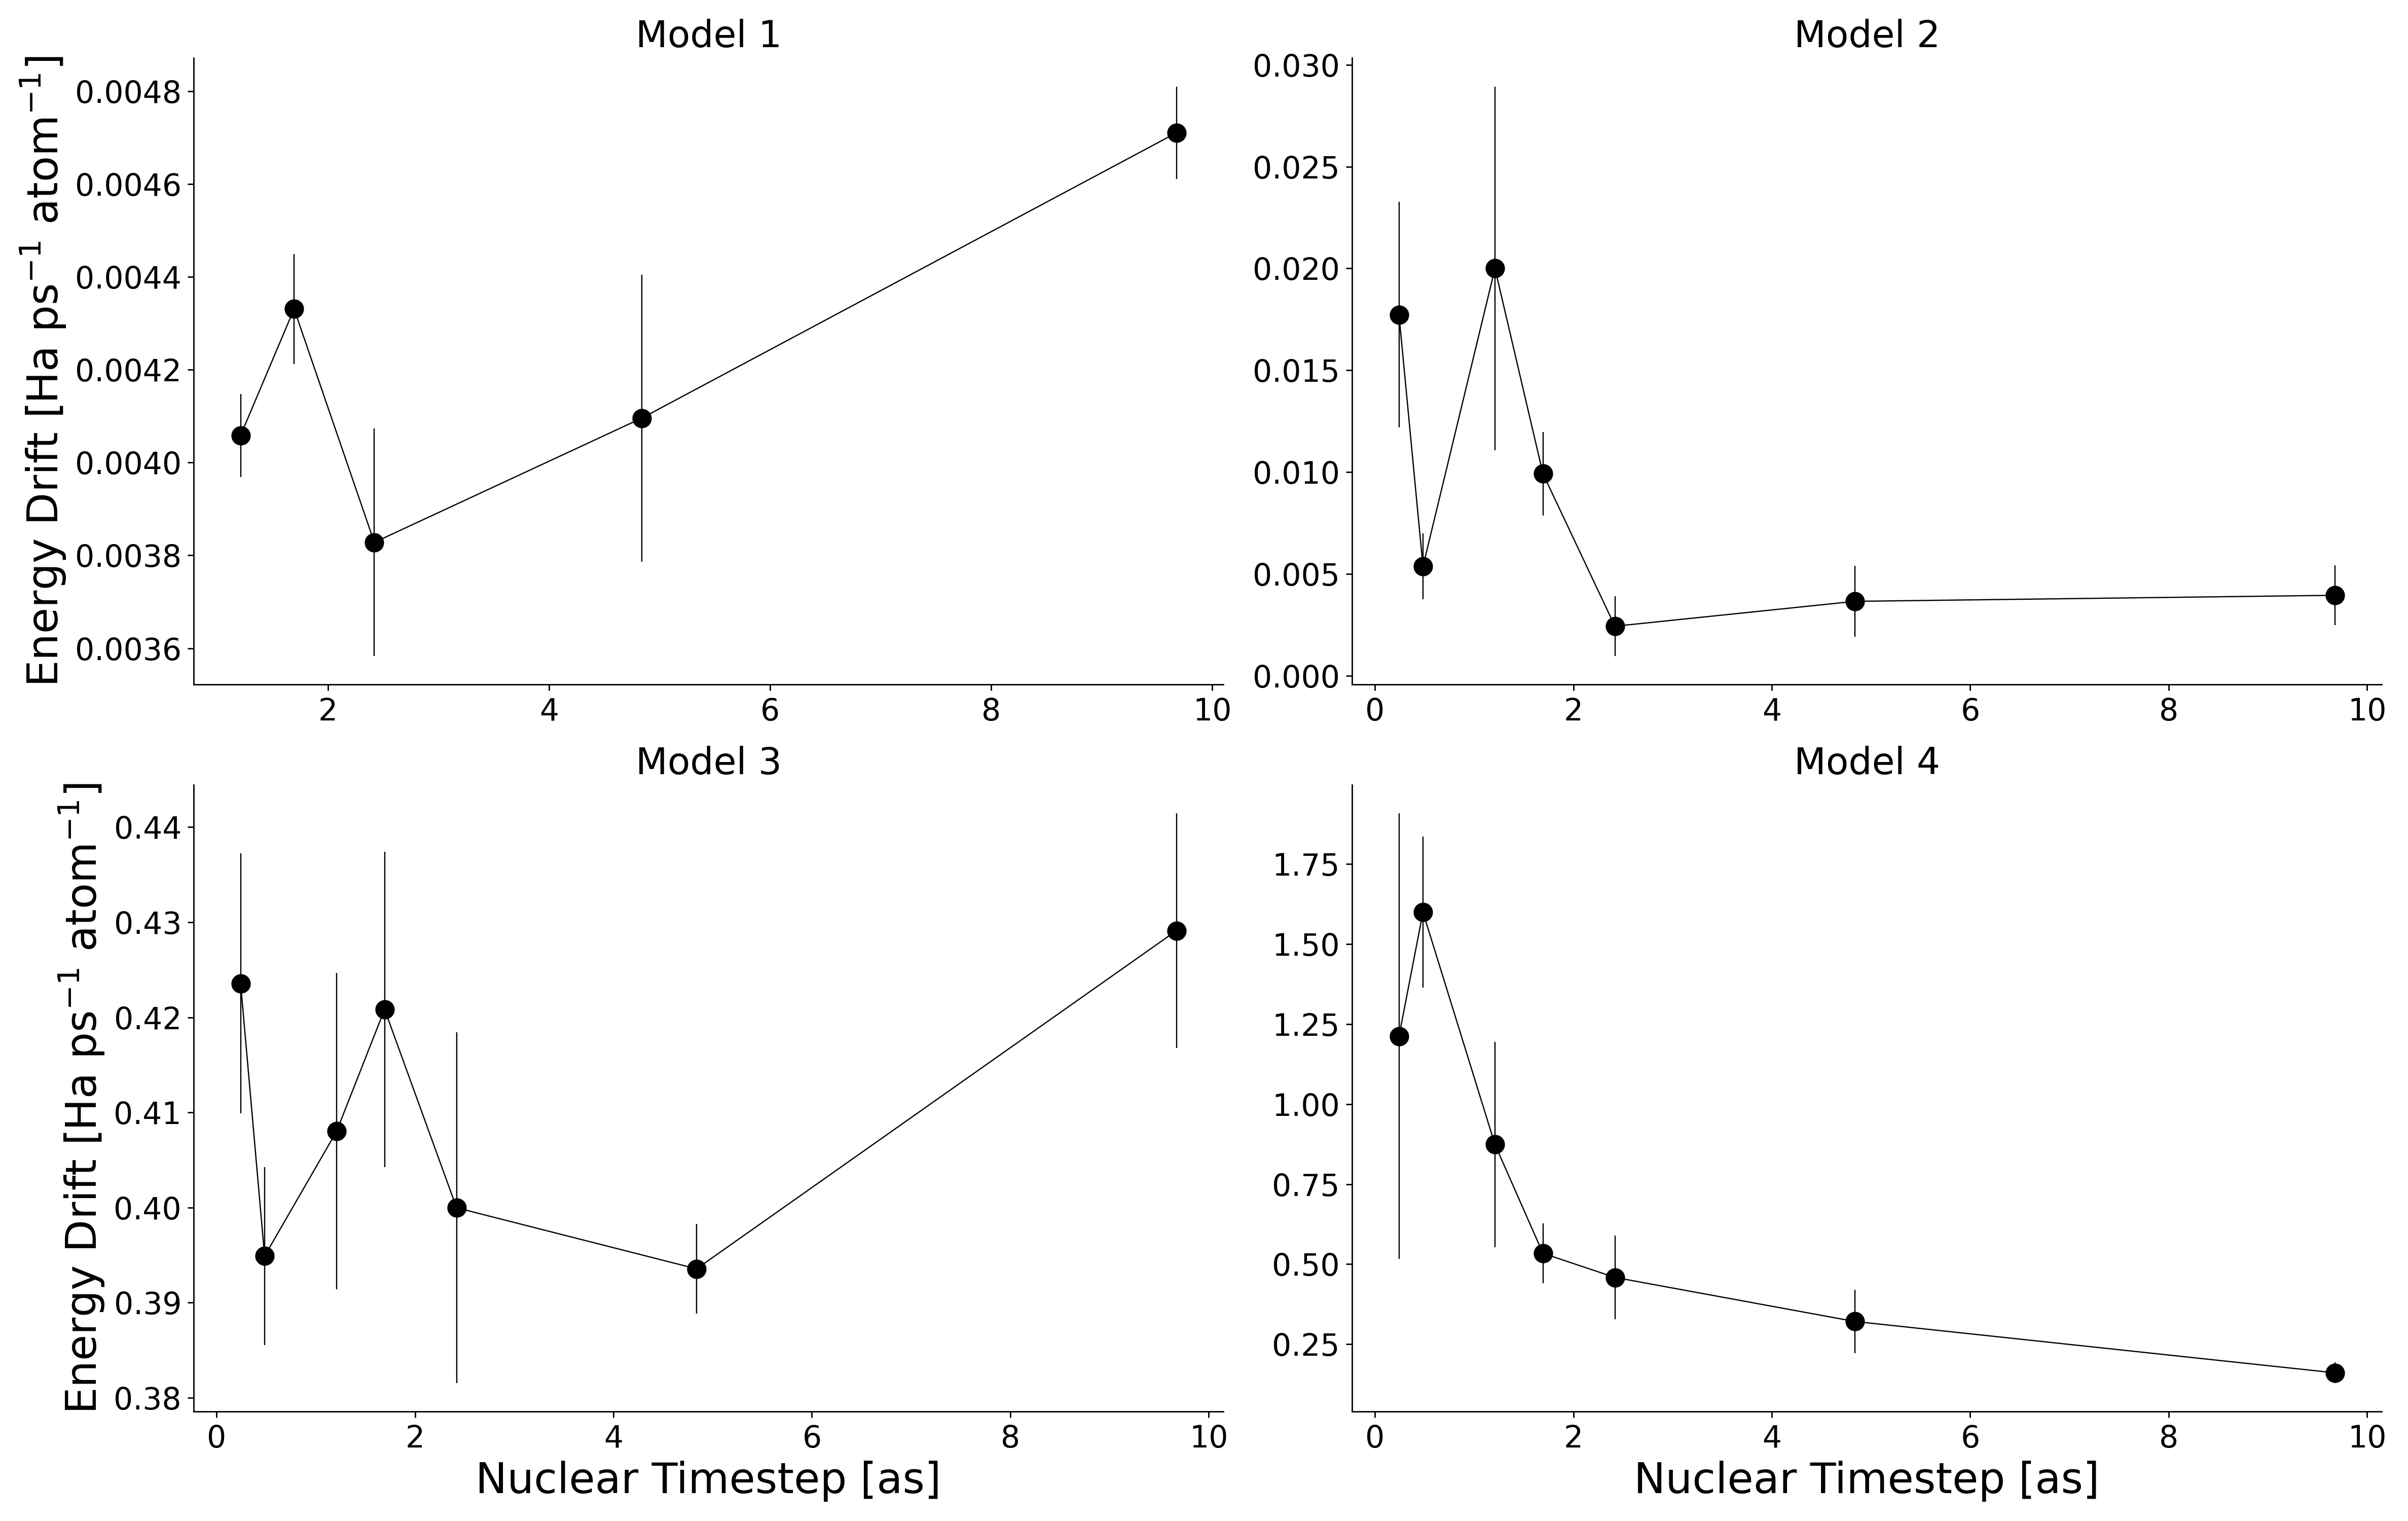 Model 1
Energy Drift [Ha ps⁻¹ atom⁻¹]
0.0048
0.0046
0.0044
0.0042
0.0040
0.0038
0.0036
2 4 6 8 10
Model 2
0.030
0.025
0.020
0.015
0.010
0.005
0.000
0 2 4 6 8 10
Model 3
Energy Drift [Ha ps⁻¹ atom⁻¹]
0.44
0.43
0.42
0.41
0.40
0.39
0.38
0 2 4 6 8 10
Nuclear Timestep [as]
Model 4
1.75
1.50
1.25
1.00
0.75
0.50
0.25
0 2 4 6 8 10
Nuclear Timestep [as]